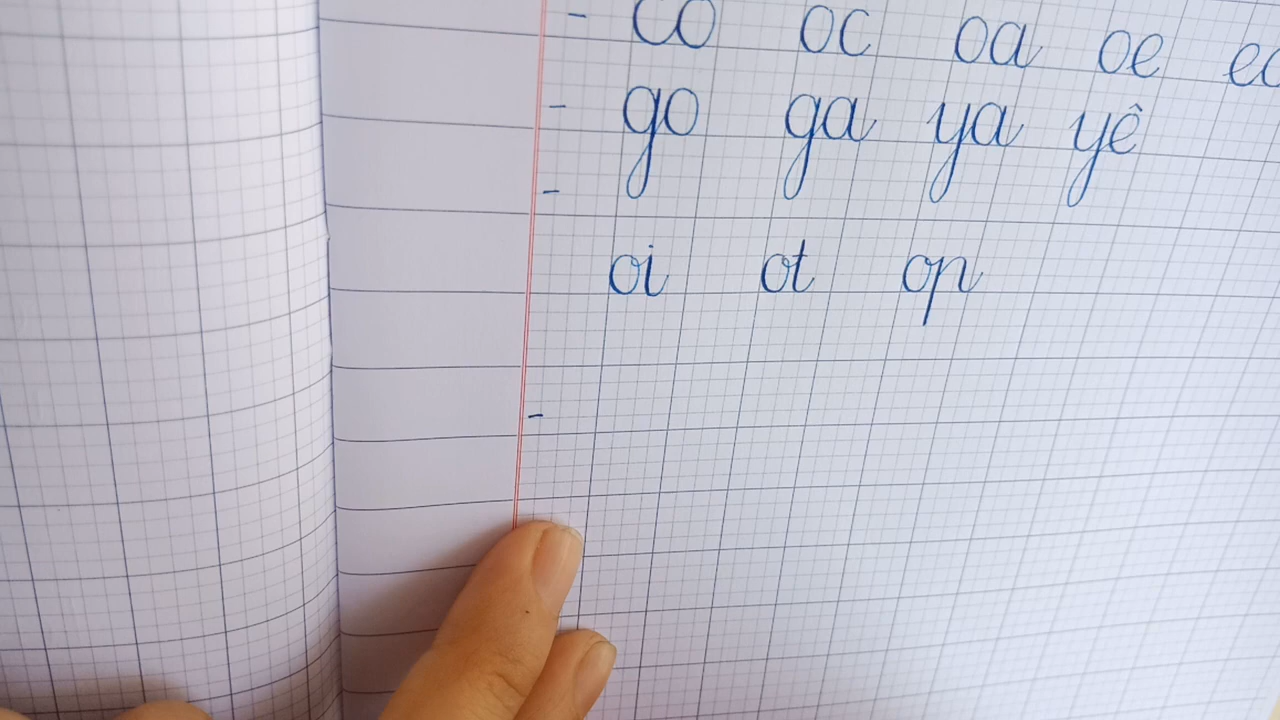 - co oc oa oe
- go ga ya yê
-
oi ot op
-